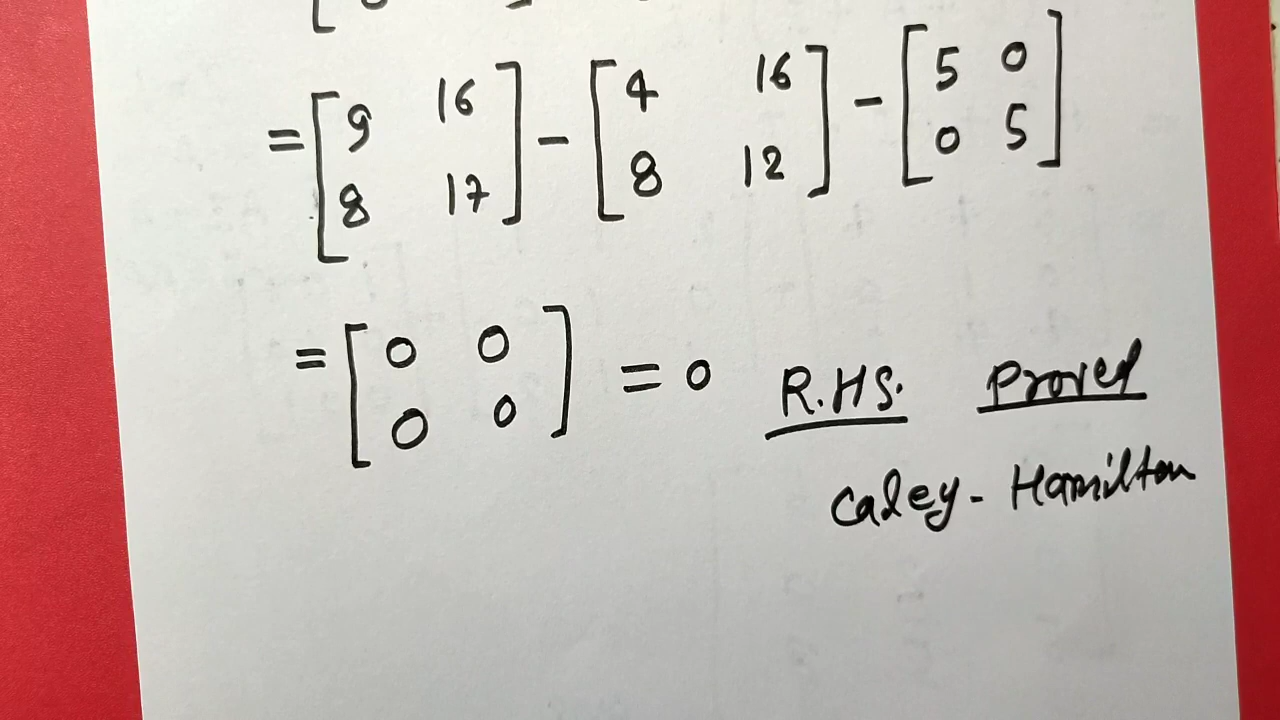 = [9 16] - [4 16] - [5 0]
[8 17] [8 12] [0 5]
= [0 0] = 0 R.HS. Proved
[0 0]
Caley - Hamilton